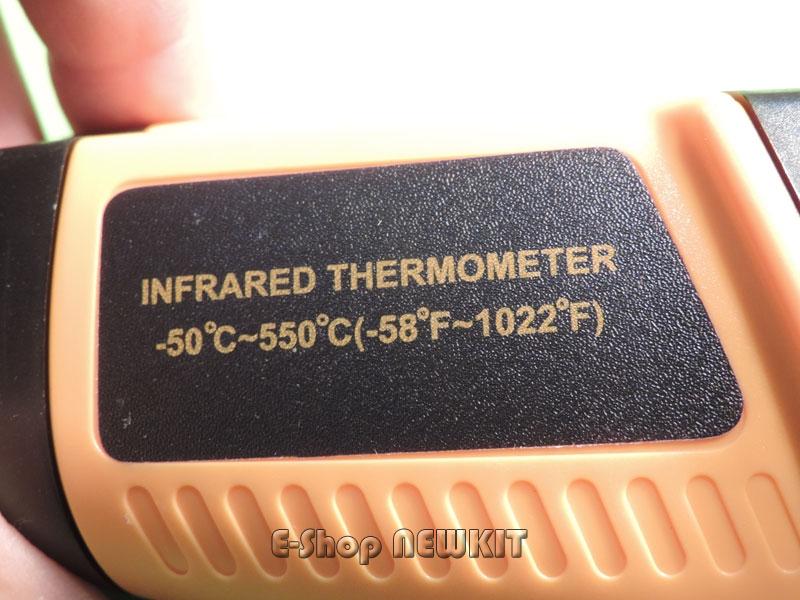 INFRARED THERMOMETER
-50°C~550°C(-58°F~1022°F)
E-Shop NEWKIT